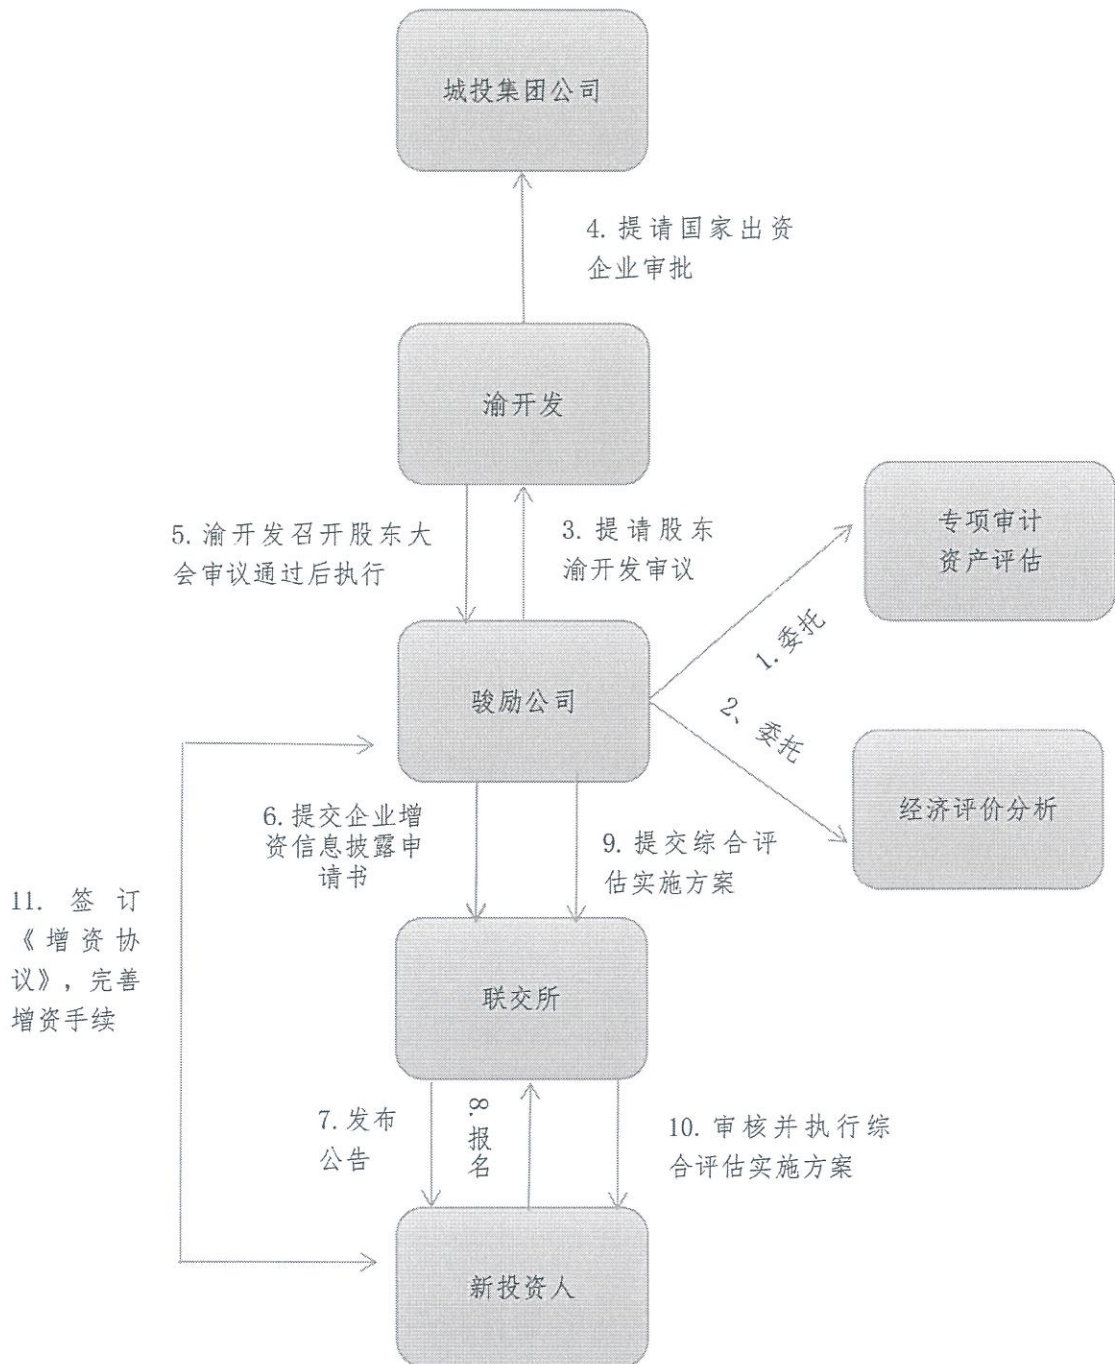 城投集团公司
4. 提请国家出资
企业审批
渝开发
5. 渝开发召开股东大
会审议通过后执行
3. 提请股东
渝开发审议
专项审计
资产评估
1. 委托
骏励公司
2、委托
经济评价分析
6. 提交企业增
资信息披露申
请书
9. 提交综合评
估实施方案
11. 签订
《增资协
议》，完善
增资手续
联交所
7. 发布
公告
8. 报名
10. 审核并执行综
合评估实施方案
新投资人